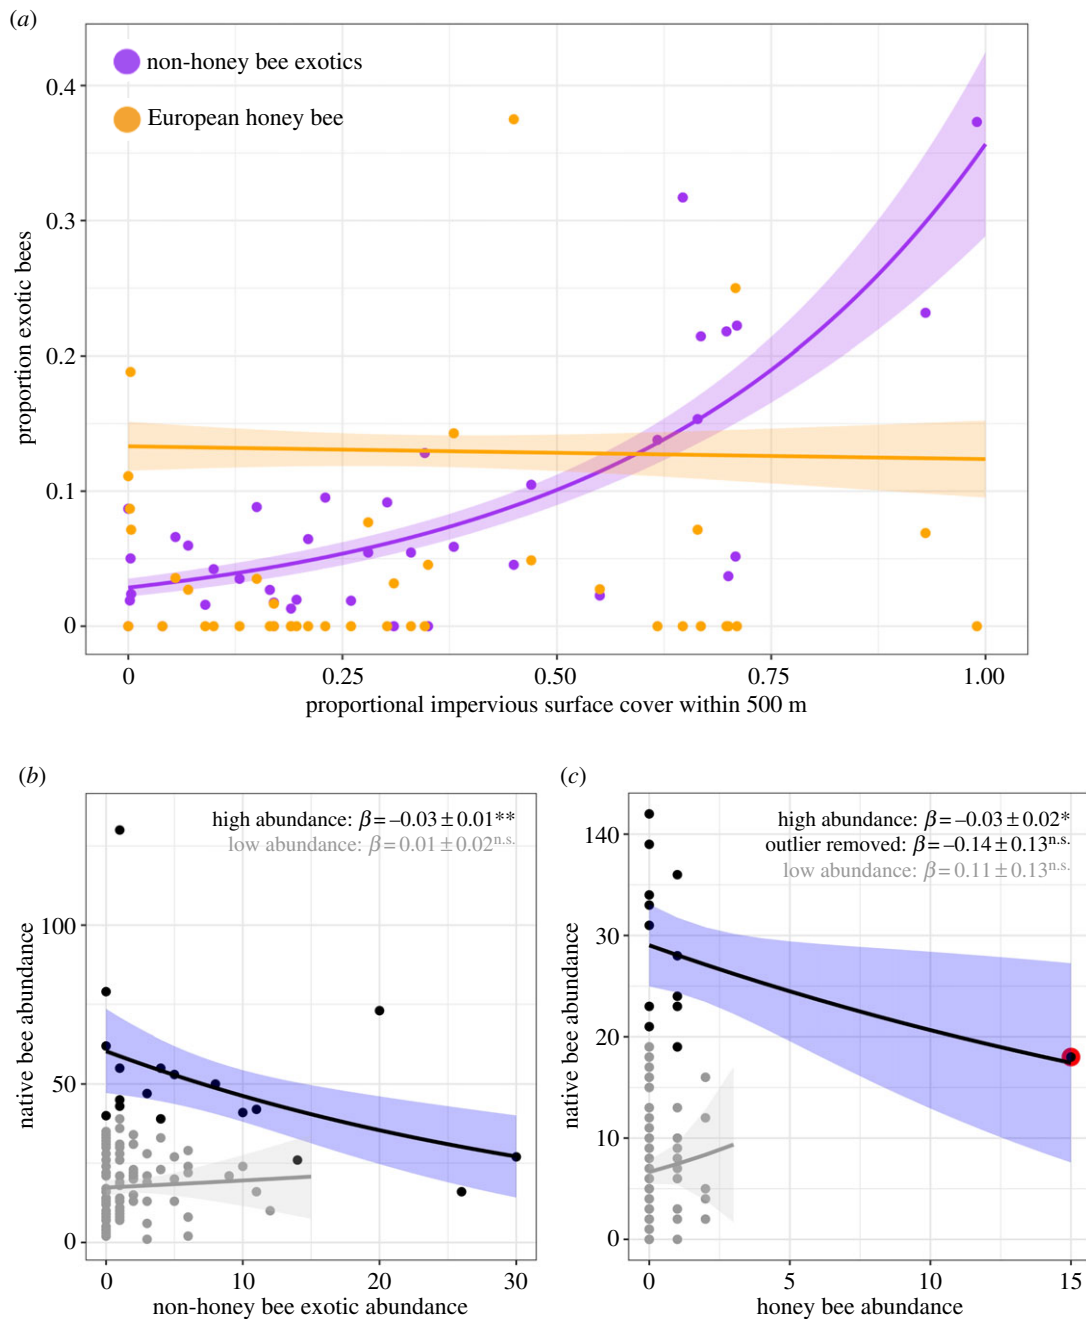 (a)
non-honey bee exotics
European honey bee
proportion exotic bees
0.4
0.3
0.2
0.1
0
0 0.25 0.50 0.75 1.00
proportional impervious surface cover within 500 m
(b)
high abundance: β = –0.03 ± 0.01**
low abundance: β = 0.01 ± 0.02n.s.
native bee abundance
100
50
0
0 10 20 30
non-honey bee exotic abundance
(c)
high abundance: β = –0.03 ± 0.02*
outlier removed: β = –0.14 ± 0.13n.s.
low abundance: β = 0.11 ± 0.13n.s.
native bee abundance
140
30
20
10
0
0 5 10 15
honey bee abundance